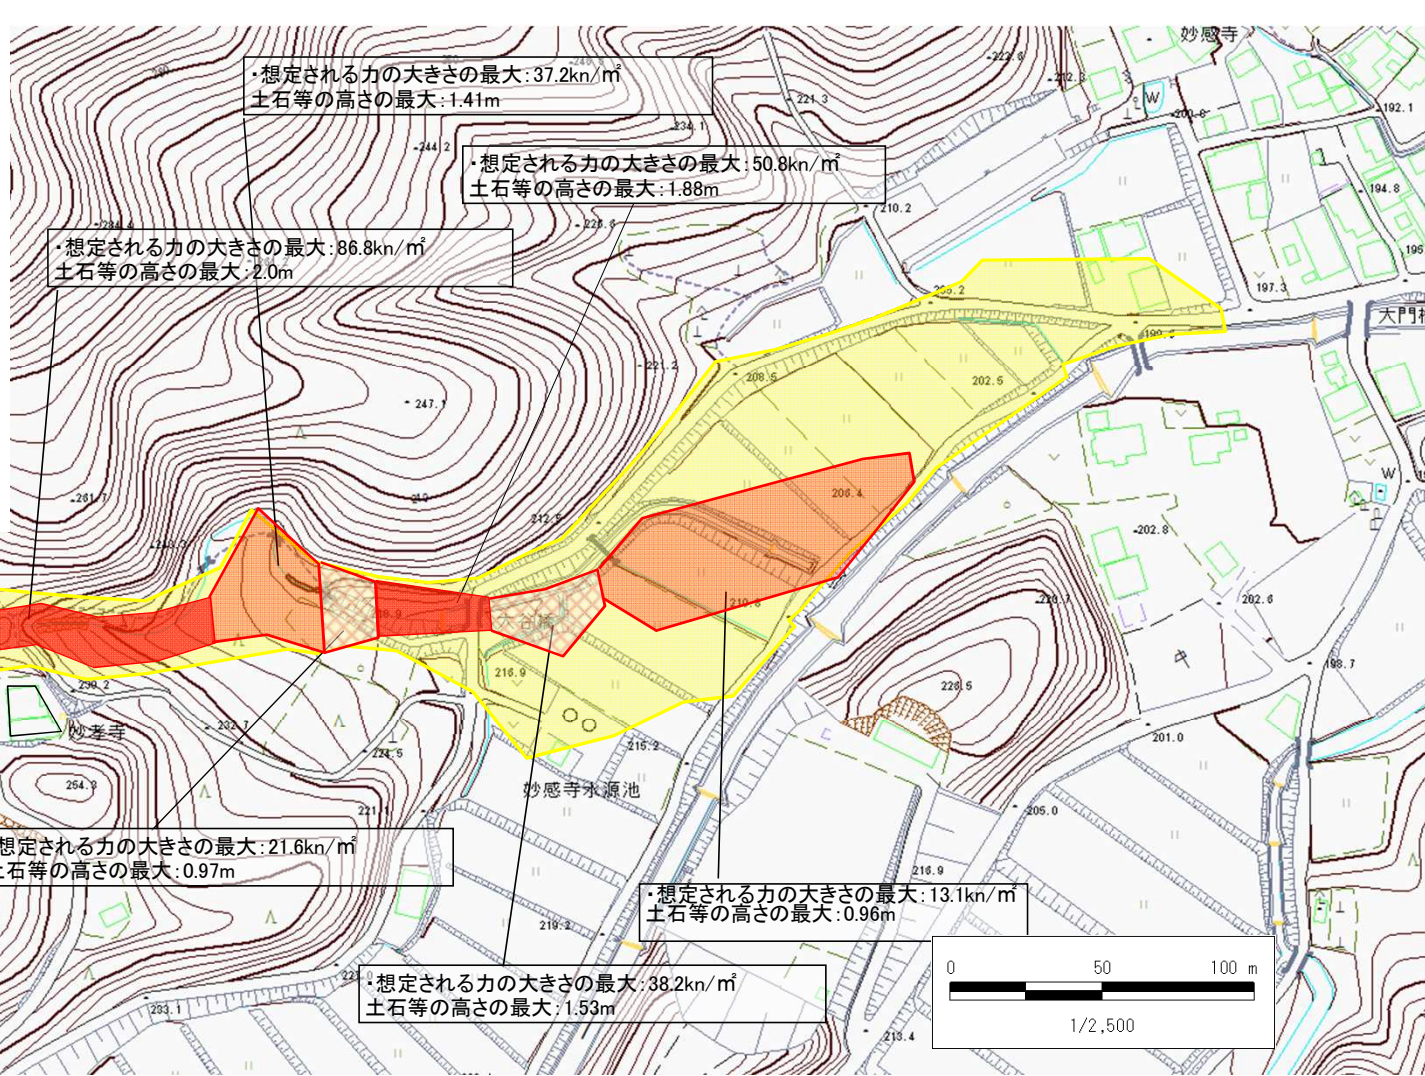 ・想定される力の大きさの最大：37.2kn/㎡
土石等の高さの最大：1.41m
・想定される力の大きさの最大：50.8kn/㎡
土石等の高さの最大：1.88m
・想定される力の大きさの最大：86.8kn/㎡
土石等の高さの最大：2.0m
想定される力の大きさの最大：21.6kn/㎡
土石等の高さの最大：0.97m
・想定される力の大きさの最大：13.1kn/㎡
土石等の高さの最大：0.96m
・想定される力の大きさの最大：38.2kn/㎡
土石等の高さの最大：1.53m
妙感寺
222.6
212.3
W
192.1
221.3
234.1
244.2
194.8
210.2
226.6
197.3
221.2
208.5
202.5
247.1
261.7
212.5
206.4
W
202.8
202.6
198.7
216.9
230.2
232.7
妙孝寺
224.5
215.2
226.5
201.0
254.3
妙感寺水源池
221.1
205.0
216.9
219.2
233.1
213.4
0 50 100 m
1/2,500